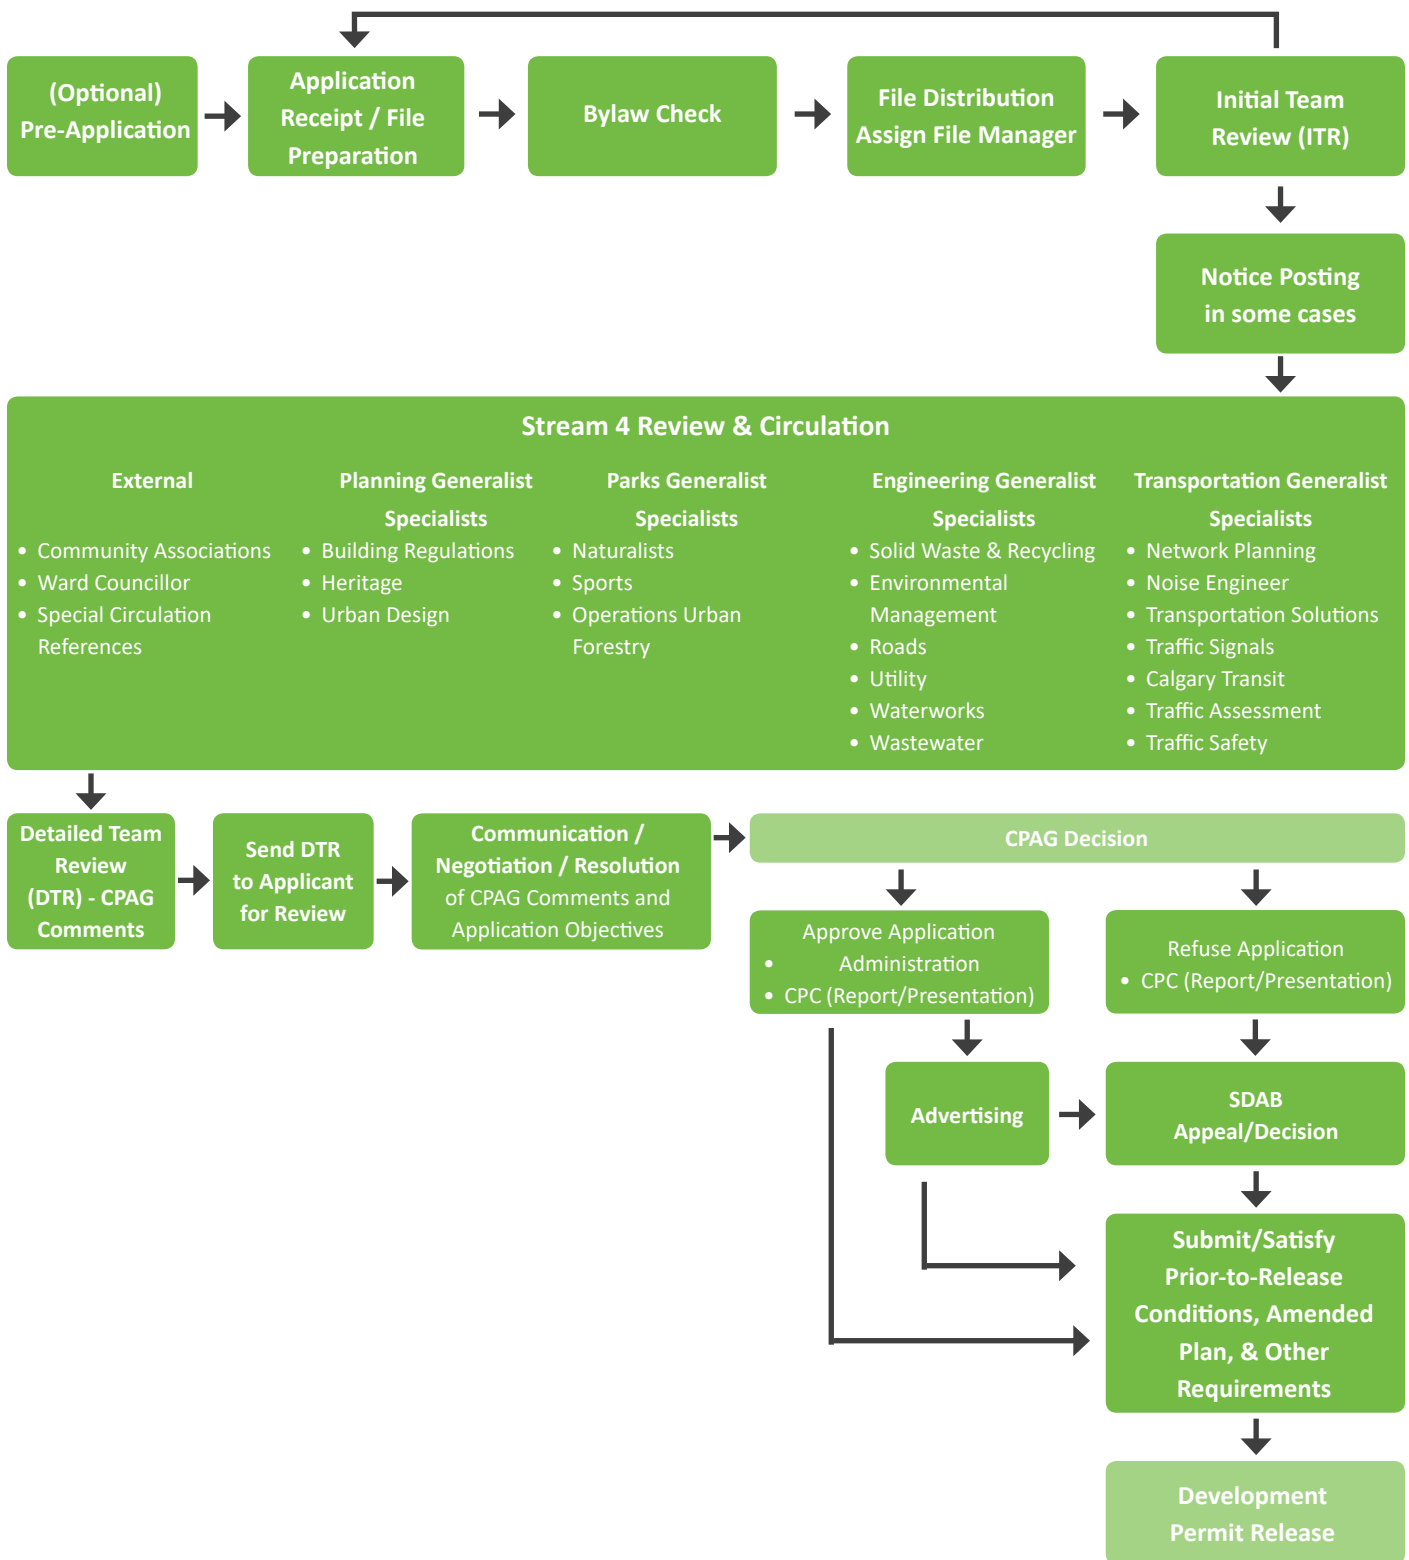 (Optional)
Pre-Application
Application
Receipt / File
Preparation
Bylaw Check
File Distribution
Assign File Manager
Initial Team
Review (ITR)
Notice Posting
in some cases
Stream 4 Review & Circulation
External
• Community Associations
• Ward Councillor
• Special Circulation
References
Planning Generalist
Specialists
• Building Regulations
• Heritage
• Urban Design
Parks Generalist
Specialists
• Naturalists
• Sports
• Operations Urban
Forestry
Engineering Generalist
Specialists
• Solid Waste & Recycling
• Environmental
Management
• Roads
• Utility
• Waterworks
• Wastewater
Transportation Generalist
Specialists
• Network Planning
• Noise Engineer
• Transportation Solutions
• Traffic Signals
• Calgary Transit
• Traffic Assessment
• Traffic Safety
Detailed Team
Review
(DTR) - CPAG
Comments
Send DTR
to Applicant
for Review
Communication /
Negotiation / Resolution
of CPAG Comments and
Application Objectives
CPAG Decision
Approve Application
• Administration
• CPC (Report/Presentation)
Refuse Application
• CPC (Report/Presentation)
Advertising
SDAB
Appeal/Decision
Submit/Satisfy
Prior-to-Release
Conditions, Amended
Plan, & Other
Requirements
Development
Permit Release